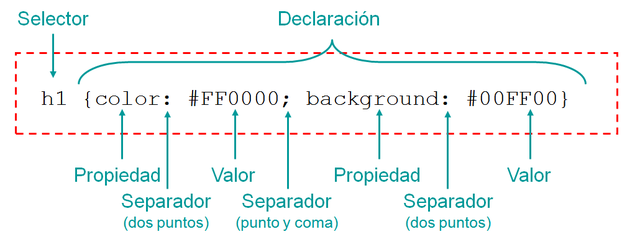 Selector
Declaración
h1 {color: #FF0000; background: #00FF00}
Propiedad
Valor
Propiedad
Valor
Separador
(dos puntos)
Separador
(punto y coma)
Separador
(dos puntos)